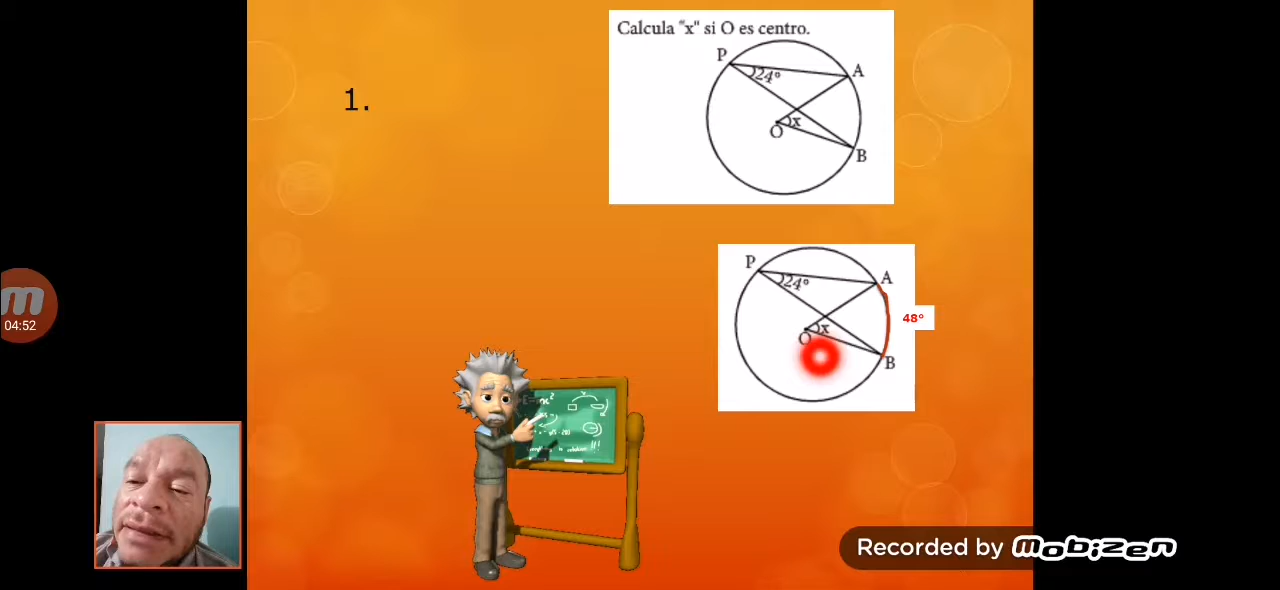 Calcula "x" si O es centro.
P
24°
A
1.
x
O
B
P
24°
A
48°
x
O
B
04:52
Recorded by mobizen